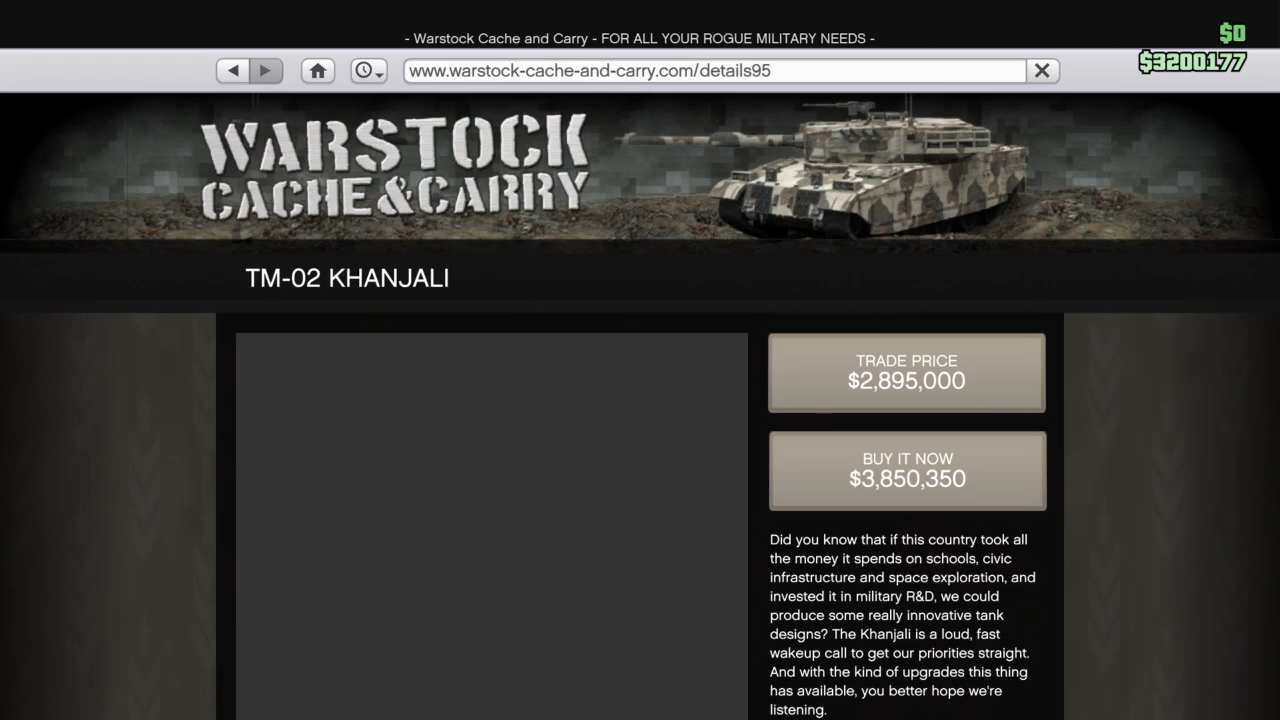 - Warstock Cache and Carry - FOR ALL YOUR ROGUE MILITARY NEEDS -
$0
$3200177
www.warstock-cache-and-carry.com/details95
WARSTOCK
CACHE&CARRY
TM-02 KHANJALI
TRADE PRICE
$2,895,000
BUY IT NOW
$3,850,350
Did you know that if this country took all
the money it spends on schools, civic
infrastructure and space exploration, and
invested it in military R&D, we could
produce some really innovative tank
designs? The Khanjali is a loud, fast
wakeup call to get our priorities straight.
And with the kind of upgrades this thing
has available, you better hope we're
listening.